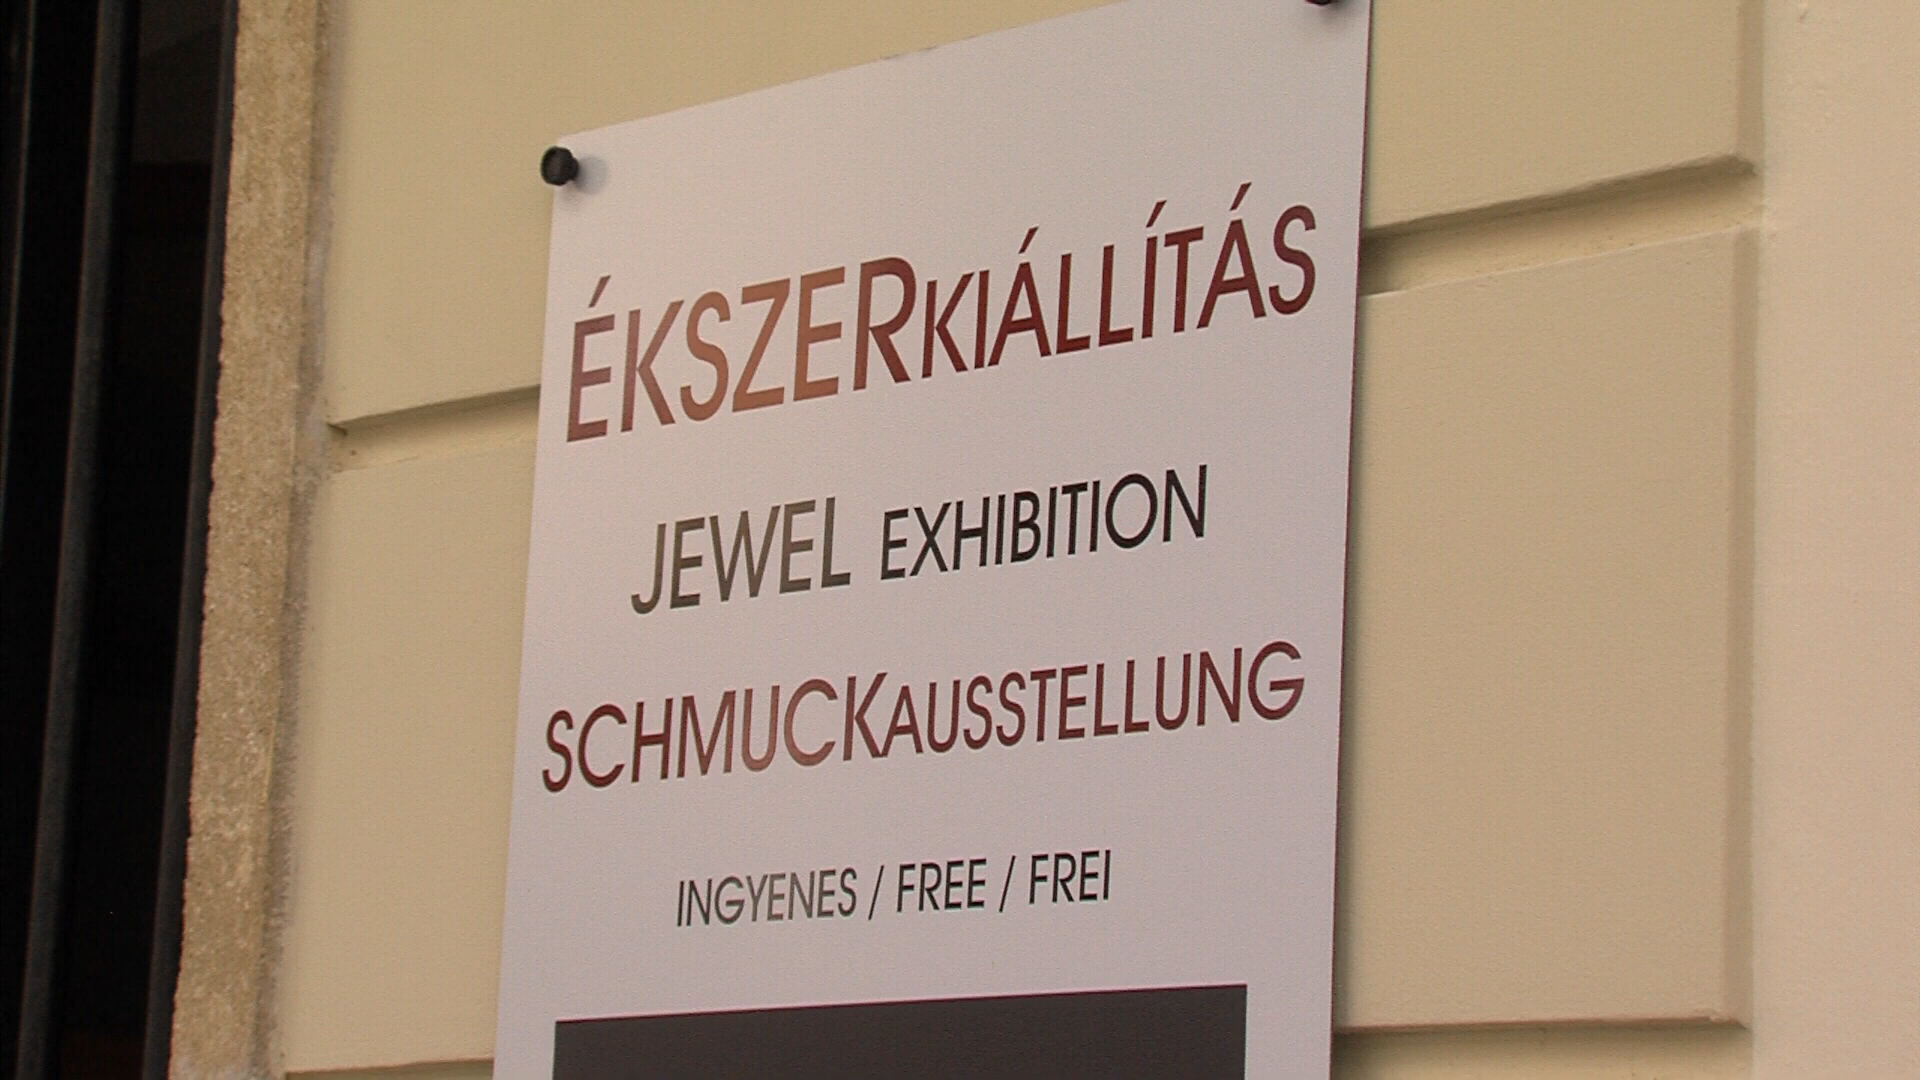 ÉKSZERKIÁLLÍTÁS
JEWEL EXHIBITION
SCHMUCKAUSSTELLUNG
INGYENES / FREE / FREI